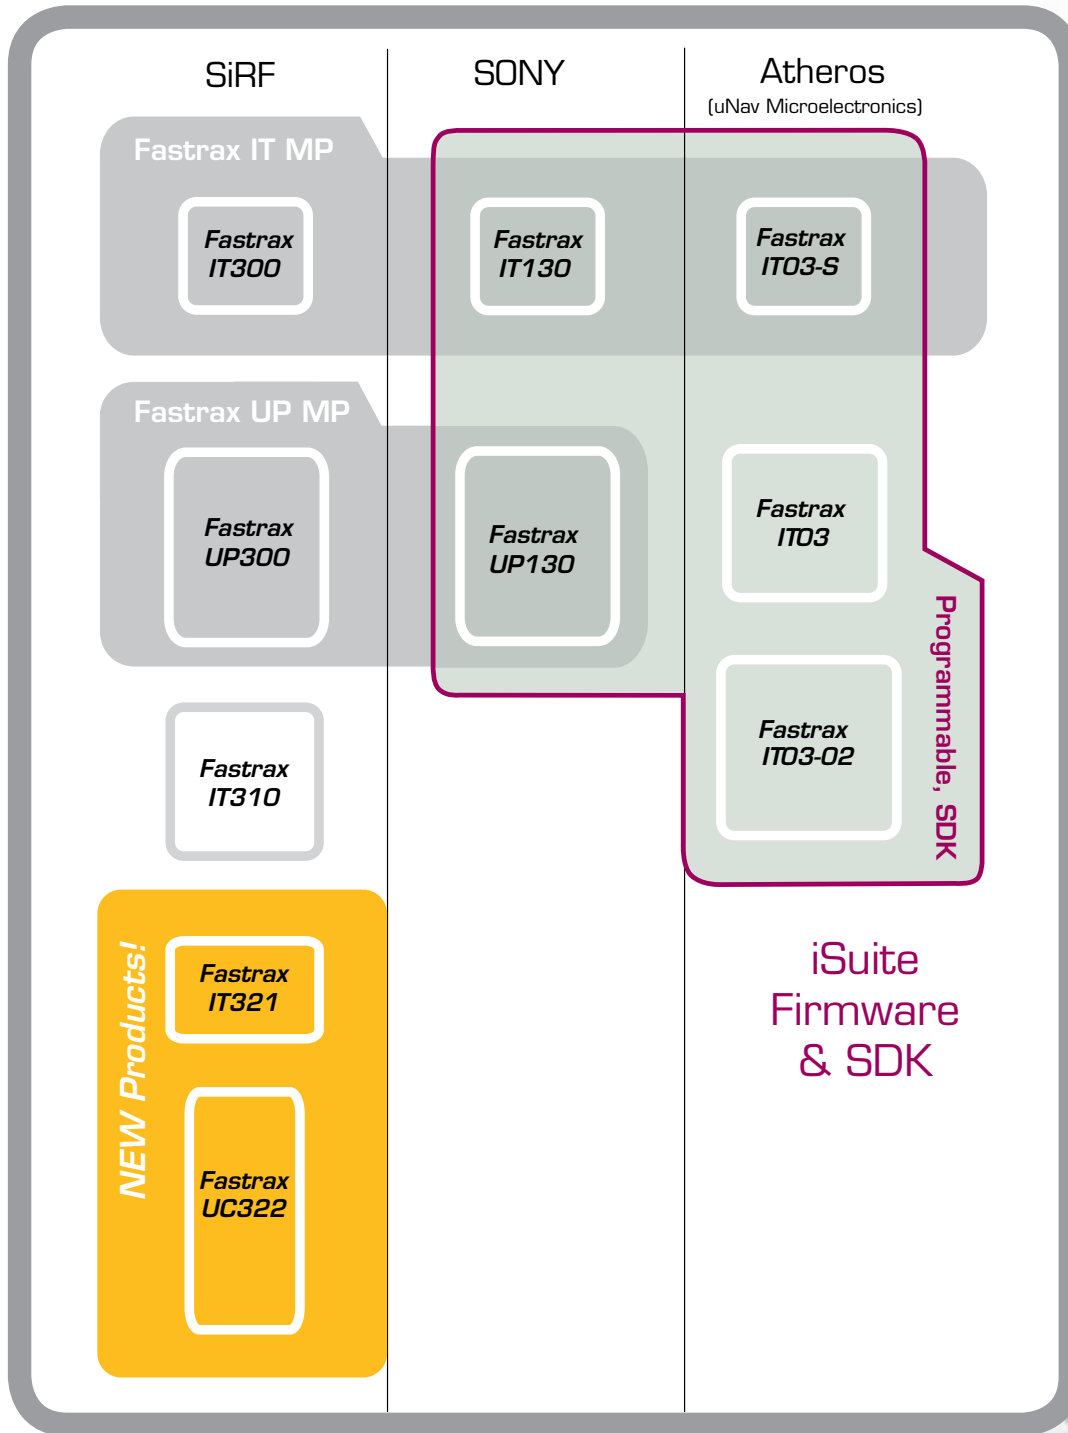 SiRF
SONY
Atheros
(uNav Microelectronics)
Fastrax IT MP
Fastrax
IT300
Fastrax
IT130
Fastrax
IT03-S
Fastrax UP MP
Fastrax
UP300
Fastrax
UP130
Fastrax
IT03
Fastrax
IT03-02
Programmable, SDK
Fastrax
IT310
NEW Products!
Fastrax
IT321
Fastrax
UC322
iSuite
Firmware
& SDK